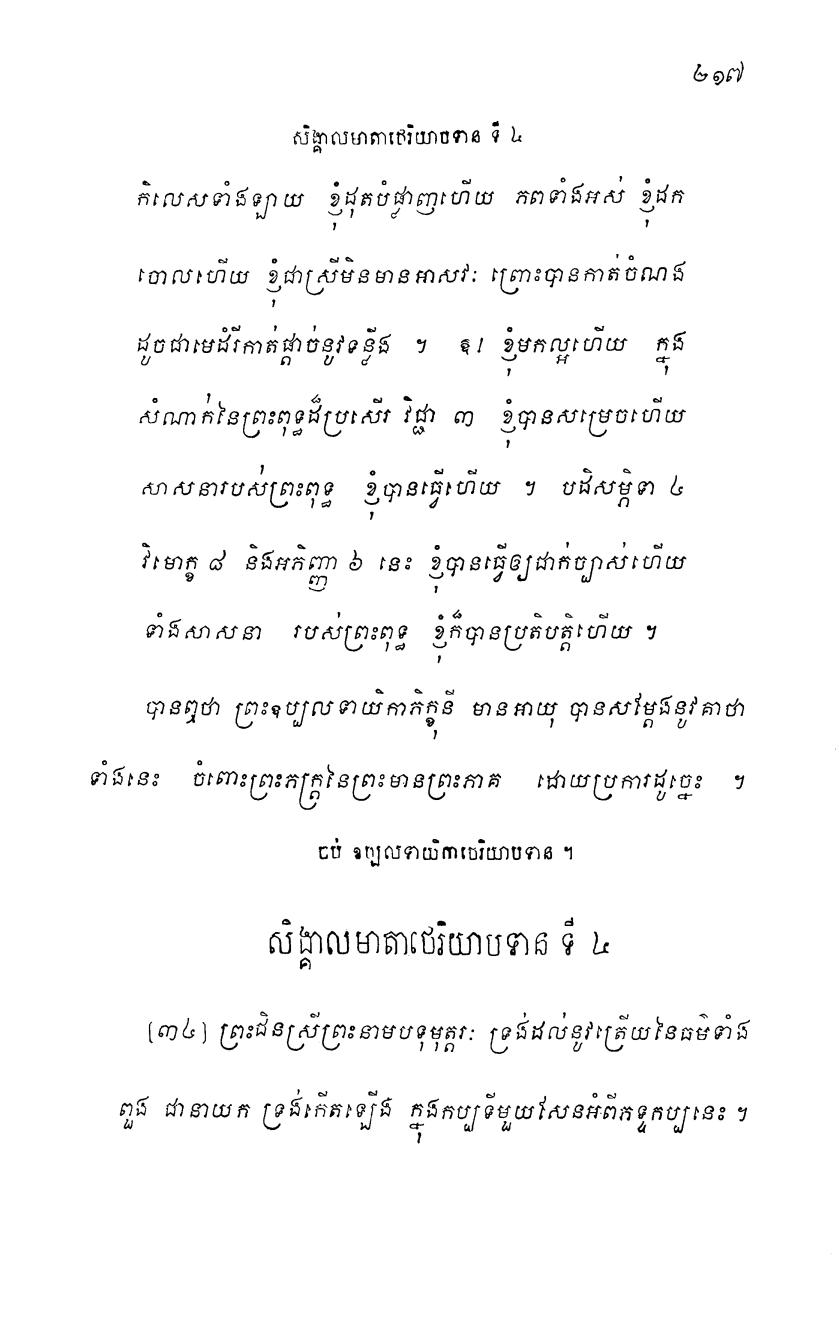 ២១៧
សិង្គាលមាតាថេរិយាបទាន ទី ៤
កិលេសទាំងឡាយ ខ្ញុំដុតបំផ្លាញហើយ ភពទាំងអស់ ខ្ញុំដក
ចោលហើយ ខ្ញុំជាស្រីមិនមានអាសវៈ ព្រោះបានកាត់ចំណង
ដូចជាមេដំរីកាត់ផ្តាច់នូវទន្លីង ។ ឱ! ខ្ញុំមកល្អហើយ ក្នុង
សំណាក់នៃព្រះពុទ្ធដ៏ប្រសើរ វិជ្ជា ៣ ខ្ញុំបានសម្រេចហើយ
សាសនារបស់ព្រះពុទ្ធ ខ្ញុំបានធ្វើហើយ ។ បដិសម្ភិទា ៤
វិមោក្ខ ៨ និងអភិញ្ញា ៦ នេះ ខ្ញុំបានធ្វើឲ្យជាក់ច្បាស់ហើយ
ទាំងសាសនា របស់ព្រះពុទ្ធ ខ្ញុំក៏បានប្រតិបត្តិហើយ ។
បានឮថា ព្រះឧប្បលទាយិកាភិក្ខុនី មានអាយុ បានសម្តែងនូវគាថា
ទាំងនេះ ចំពោះព្រះភក្ត្រនៃព្រះមានព្រះភាគ ដោយប្រការដូច្នេះ ។
ចប់ ឧប្បលទាយិកាថេរិយាបទាន ។
សិង្គាលមាតាថេរិយាបទាន ទី ៤
[៣៤] ព្រះជិនស្រីព្រះនាមបទុមុត្តរៈ ទ្រង់ដល់នូវត្រើយនៃធម៌ទាំង
ពួង ជានាយក ទ្រង់កើតឡើង ក្នុងកប្បទីមួយសែនអំពីភទ្ទកប្បនេះ ។